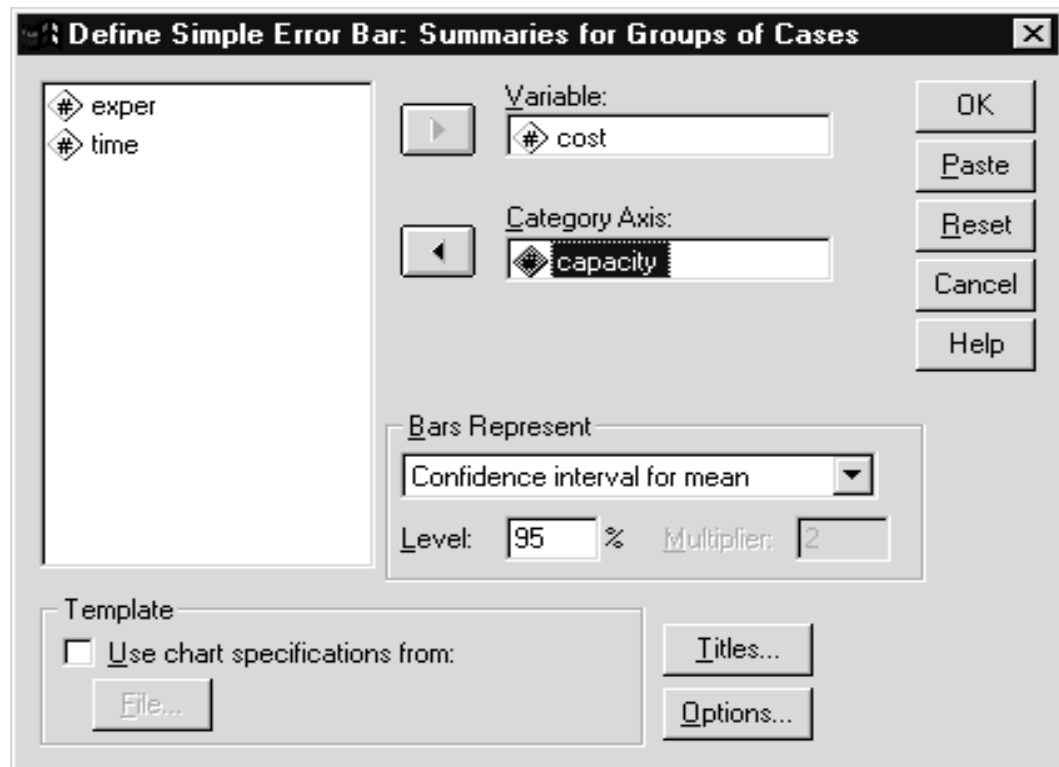 Define Simple Error Bar: Summaries for Groups of Cases
# exper
# time
Variable:
# cost
Category Axis:
# capacity
OK
Paste
Reset
Cancel
Help
Bars Represent
Confidence interval for mean
Level: 95 % Multiplier: 2
Template
Use chart specifications from:
File...
Titles...
Options...